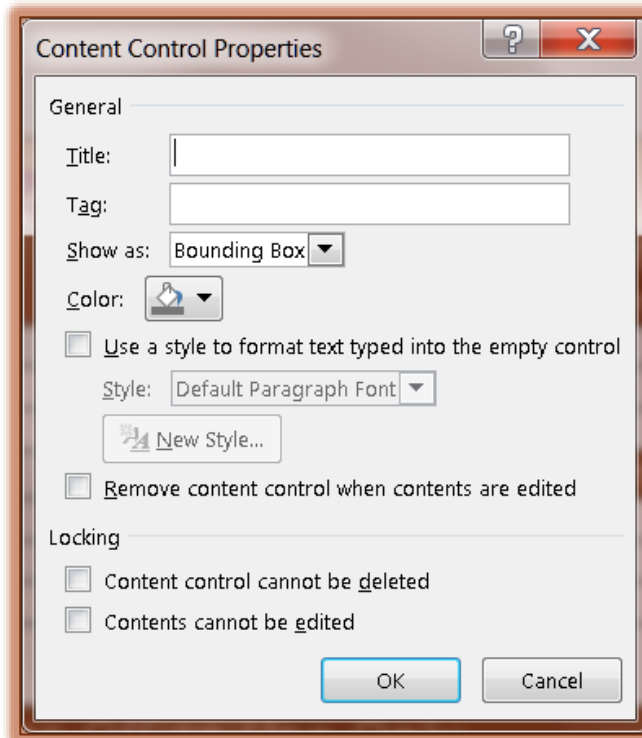 Content Control Properties
General
Title:
Tag:
Show as: Bounding Box
Color:
Use a style to format text typed into the empty control
Style: Default Paragraph Font
New Style...
Remove content control when contents are edited
Locking
Content control cannot be deleted
Contents cannot be edited
OK Cancel